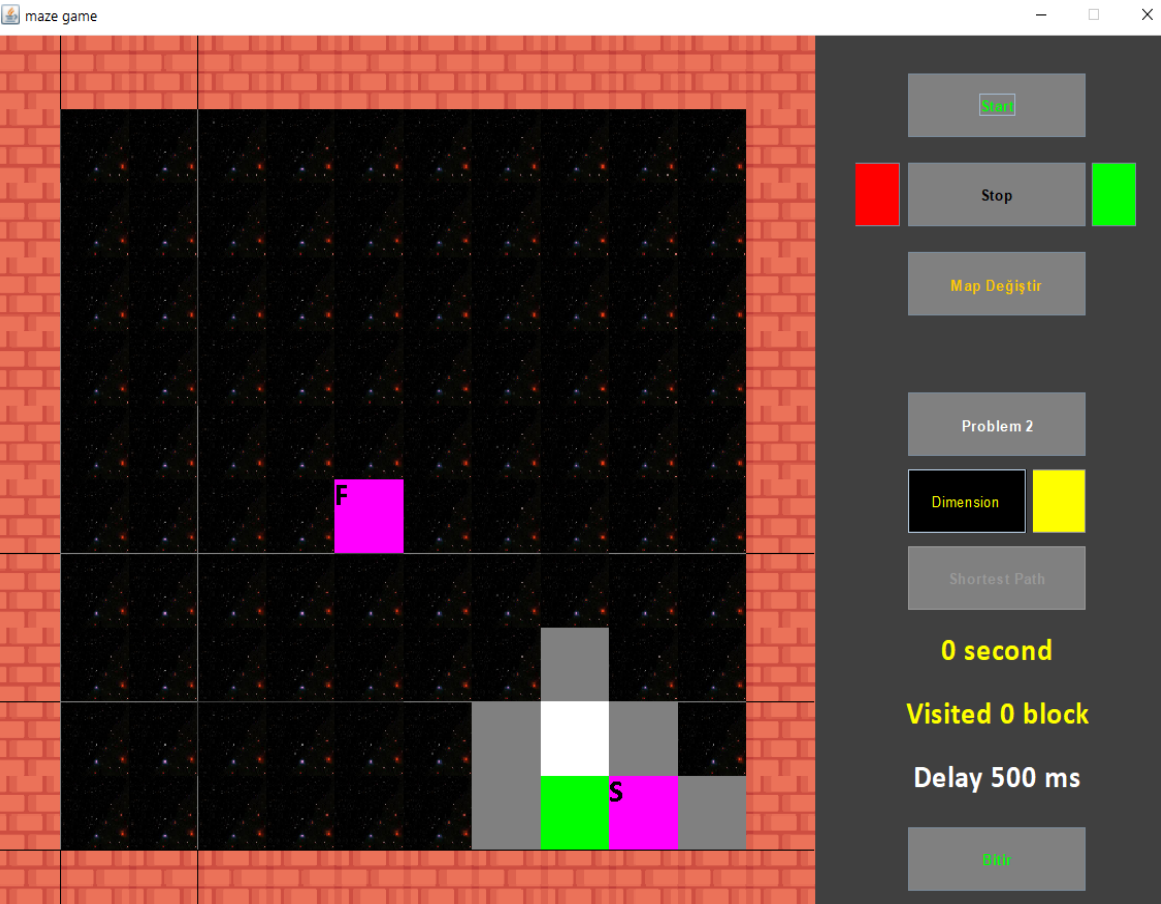 maze game
Start
Stop
Map Değiştir
Problem 2
F
Dimension
Shortest Path
0 second
Visited 0 block
Delay 500 ms
S
Bitir